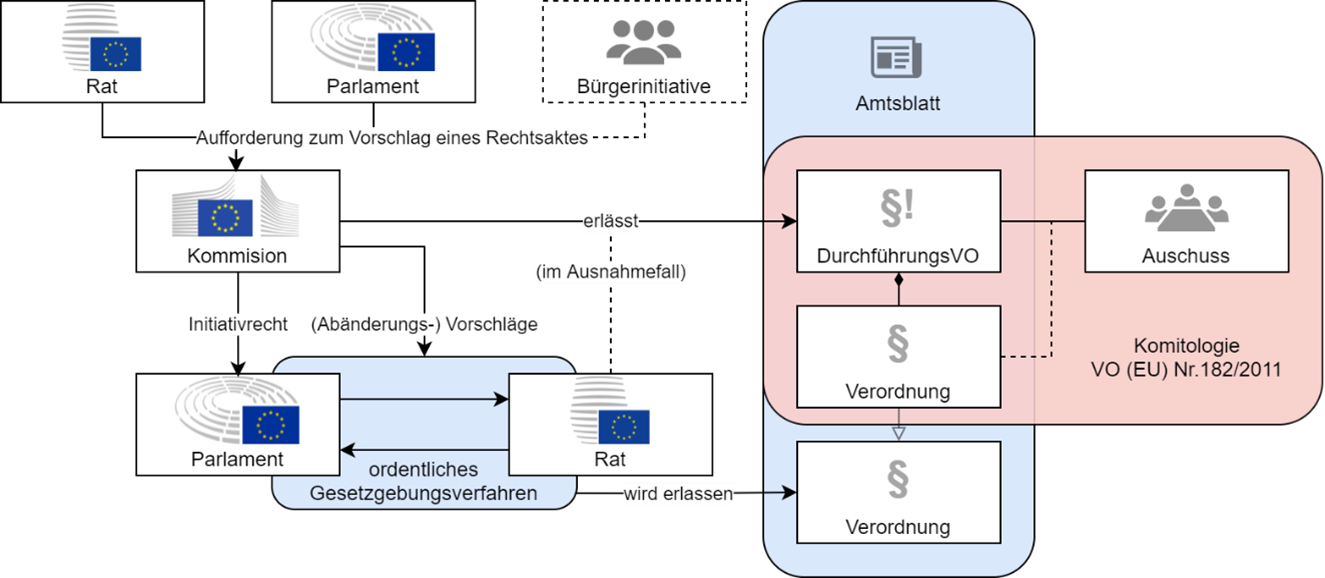 Rat
Parlament
Bürgerinitiative
Amtsblatt
Aufforderung zum Vorschlag eines Rechtsaktes
Kommision
erlässt
§!
DurchführungsVO
Auschuss
(im Ausnahmefall)
Initiativrecht
(Abänderungs-) Vorschläge
§
Verordnung
Komitologie
VO (EU) Nr.182/2011
Parlament
Rat
ordentliches
Gesetzgebungsverfahren
wird erlassen
§
Verordnung